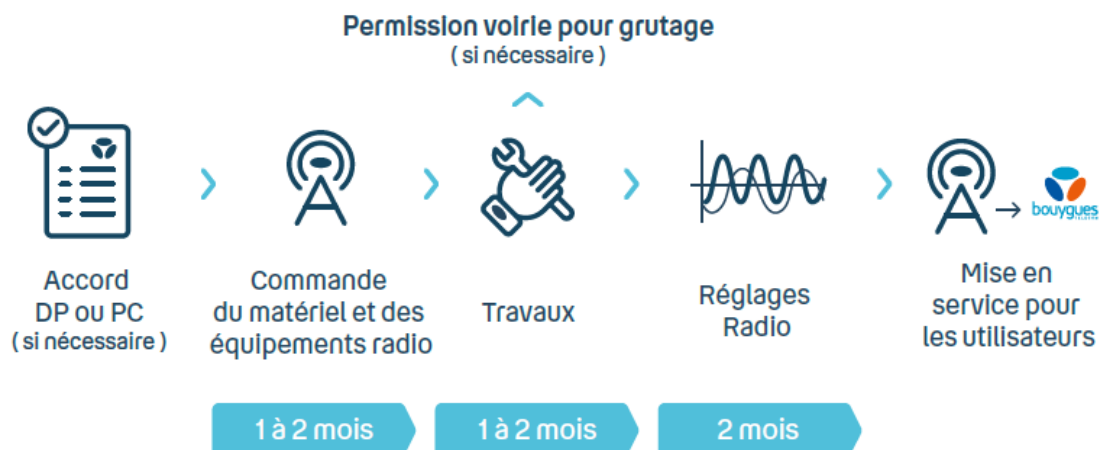 Permission voirie pour grutage
( si nécessaire )
Accord
DP ou PC
( si nécessaire )
Commande
du matériel et des
équipements radio
Travaux
Réglages
Radio
bouygues
TELECOM
Mise en
service pour
les utilisateurs
1 à 2 mois
1 à 2 mois
2 mois